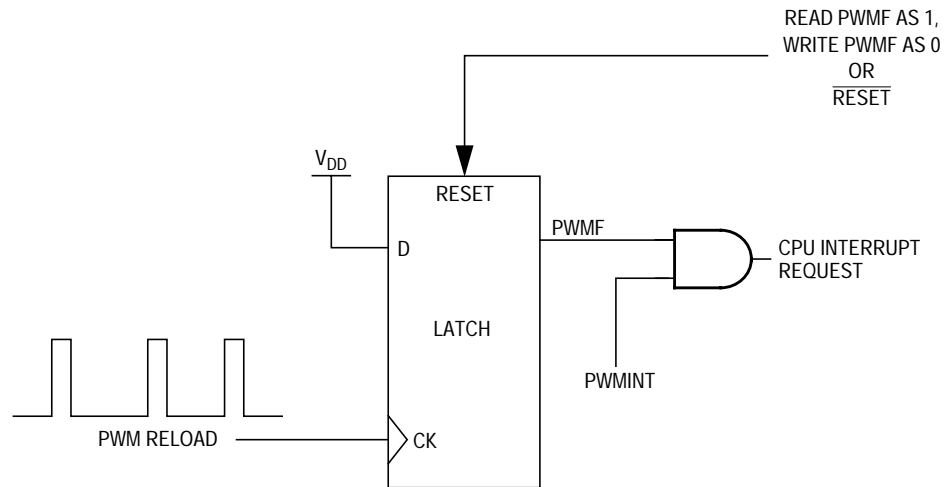 READ PWMF AS 1,
WRITE PWMF AS 0
OR
RESET
VDD
RESET
PWMF
D
CPU INTERRUPT
REQUEST
LATCH
PWMINT
PWM RELOAD
CK